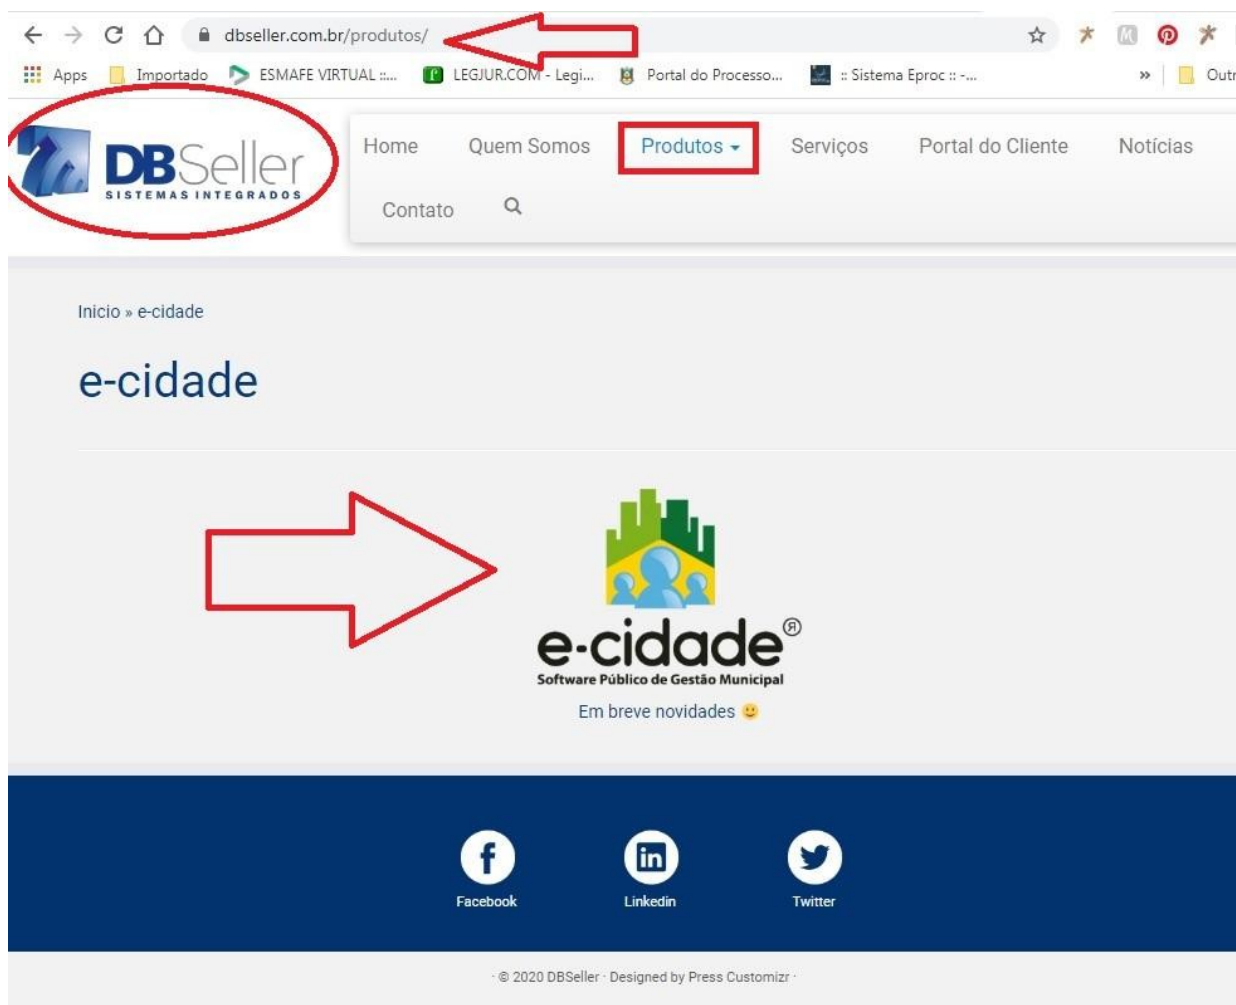 dbseller.com.br/produtos/
Apps Importado ESMAFE VIRTUAL ::... LEGJUR.COM - Legi... Portal do Processo... :: Sistema Eproc :: -... » Outr
DBSeller
SISTEMAS INTEGRADOS
Home Quem Somos Produtos Serviços Portal do Cliente Notícias
Contato
Inicio » e-cidade
e-cidade
e-cidade®
Software Público de Gestão Municipal
Em breve novidades 🙂
Facebook Linkedin Twitter
· © 2020 DBSeller · Designed by Press Customizr ·